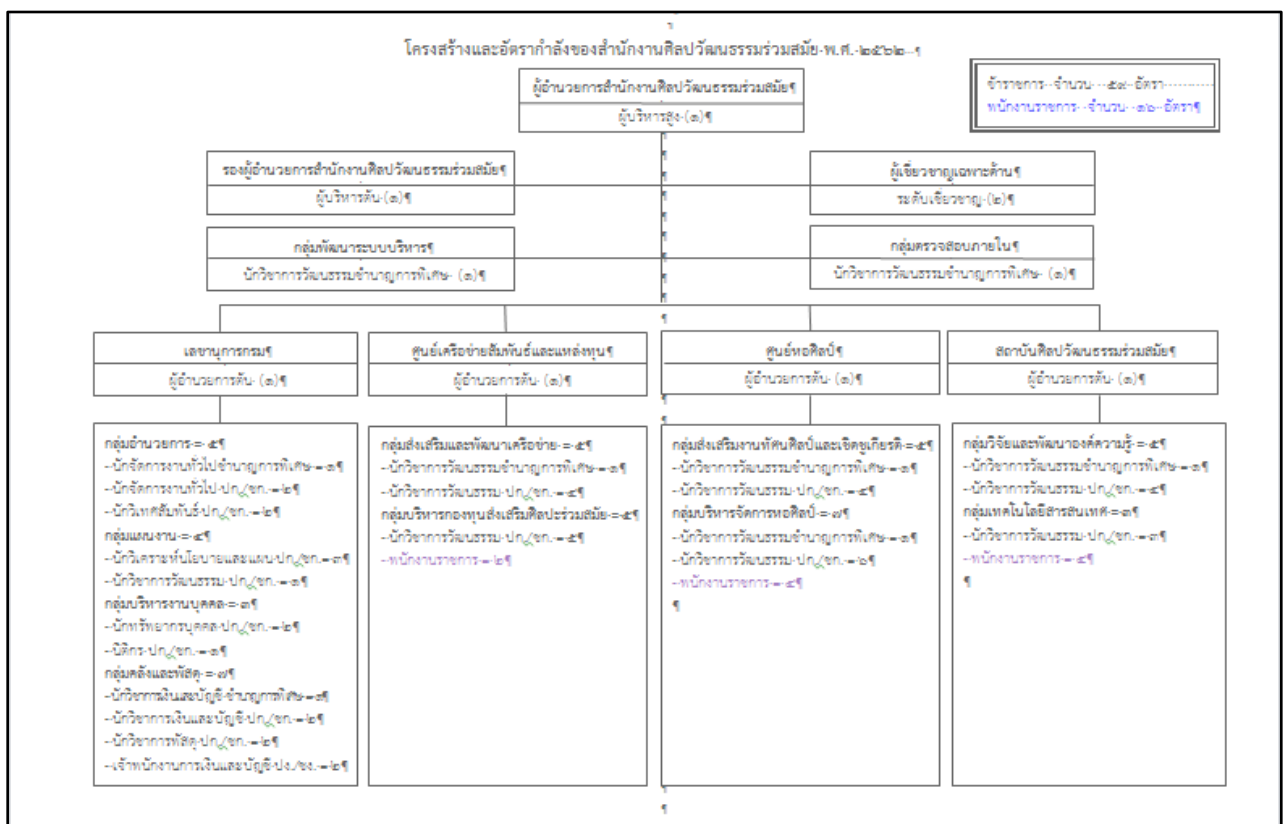 โครงสร้างและอัตรากำลังของสำนักงานศิลปวัฒนธรรมร่วมสมัย พ.ศ. ๒๕๖๒
ข้าราชการ จำนวน ๕๙ อัตรา
พนักงานราชการ จำนวน ๑๖ อัตรา
ผู้อำนวยการสำนักงานศิลปวัฒนธรรมร่วมสมัย
ผู้บริหารสูง (๑)
รองผู้อำนวยการสำนักงานศิลปวัฒนธรรมร่วมสมัย
ผู้บริหารต้น (๑)
ผู้เชี่ยวชาญเฉพาะด้าน
ระดับเชี่ยวชาญ (๒)
กลุ่มพัฒนาระบบบริหาร
นักวิชาการวัฒนธรรมชำนาญการพิเศษ (๑)
กลุ่มตรวจสอบภายใน
นักวิชาการวัฒนธรรมชำนาญการพิเศษ (๑)
เลขานุการกรม
ผู้อำนวยการต้น (๑)
กลุ่มอำนวยการ = ๕
-นักจัดการงานทั่วไปชำนาญการพิเศษ = ๑
-นักจัดการงานทั่วไป ปก./ชก. = ๒
-นักวิเทศสัมพันธ์ ปก./ชก. = ๒
กลุ่มแผนงาน = ๔
-นักวิเคราะห์นโยบายและแผน ปก./ชก. = ๓
-นักวิชาการวัฒนธรรม ปก./ชก. = ๑
กลุ่มบริหารงานบุคคล = ๓
-นักทรัพยากรบุคคล ปก./ชก. = ๒
-นิติกร ปก./ชก. = ๑
กลุ่มคลังและพัสดุ = ๗
-นักวิชาการเงินและบัญชี ชำนาญการพิเศษ = ๑
-นักวิชาการเงินและบัญชี ปก./ชก. = ๒
-นักวิชาการพัสดุ ปก./ชก. = ๒
-เจ้าพนักงานการเงินและบัญชี ปง./ชง. = ๒
ศูนย์เครือข่ายสัมพันธ์และแหล่งทุน
ผู้อำนวยการต้น (๑)
กลุ่มส่งเสริมและพัฒนาเครือข่าย = ๕
-นักวิชาการวัฒนธรรมชำนาญการพิเศษ = ๑
-นักวิชาการวัฒนธรรม ปก./ชก. = ๔
กลุ่มบริหารกองทุนส่งเสริมศิลปะร่วมสมัย = ๕
-นักวิชาการวัฒนธรรม ปก./ชก. = ๕
-พนักงานราชการ = ๒
ศูนย์หอศิลป์
ผู้อำนวยการต้น (๑)
กลุ่มส่งเสริมงานทัศนศิลป์และเชิดชูเกียรติ = ๕
-นักวิชาการวัฒนธรรมชำนาญการพิเศษ = ๑
-นักวิชาการวัฒนธรรม ปก./ชก. = ๔
กลุ่มบริหารจัดการหอศิลป์ = ๗
-นักวิชาการวัฒนธรรมชำนาญการพิเศษ = ๑
-นักวิชาการวัฒนธรรม ปก./ชก. = ๖
-พนักงานราชการ = ๔
สถาบันศิลปวัฒนธรรมร่วมสมัย
ผู้อำนวยการต้น (๑)
กลุ่มวิจัยและพัฒนาองค์ความรู้ = ๕
-นักวิชาการวัฒนธรรมชำนาญการพิเศษ = ๑
-นักวิชาการวัฒนธรรม ปก./ชก. = ๔
กลุ่มเทคโนโลยีสารสนเทศ = ๓
-นักวิชาการวัฒนธรรม ปก./ชก. = ๓
-พนักงานราชการ = ๔